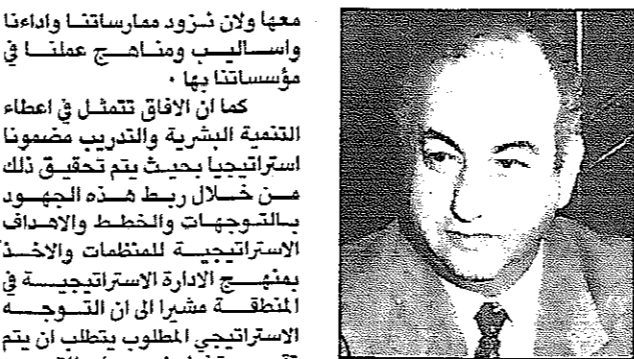 معها ولان نزود ممارساتنا واداءنا
واساليب ومناهج عملنا في
مؤسساتنا بها ٠
كما ان الافاق تتمثل في اعطاء
التنمية البشرية والتدريب مضمونا
استراتيجيا بحيث يتم تحقيق ذلك
من خلال ربط هذه الجهود
بالتوجهات والخطط والاهداف
الاستراتيجية للمنظمات والاخذ
بمنهج الادارة الاستراتيجية في
المنطقة مشيرا الى ان التوجه
الاستراتيجي المطلوب يتطلب ان يتم